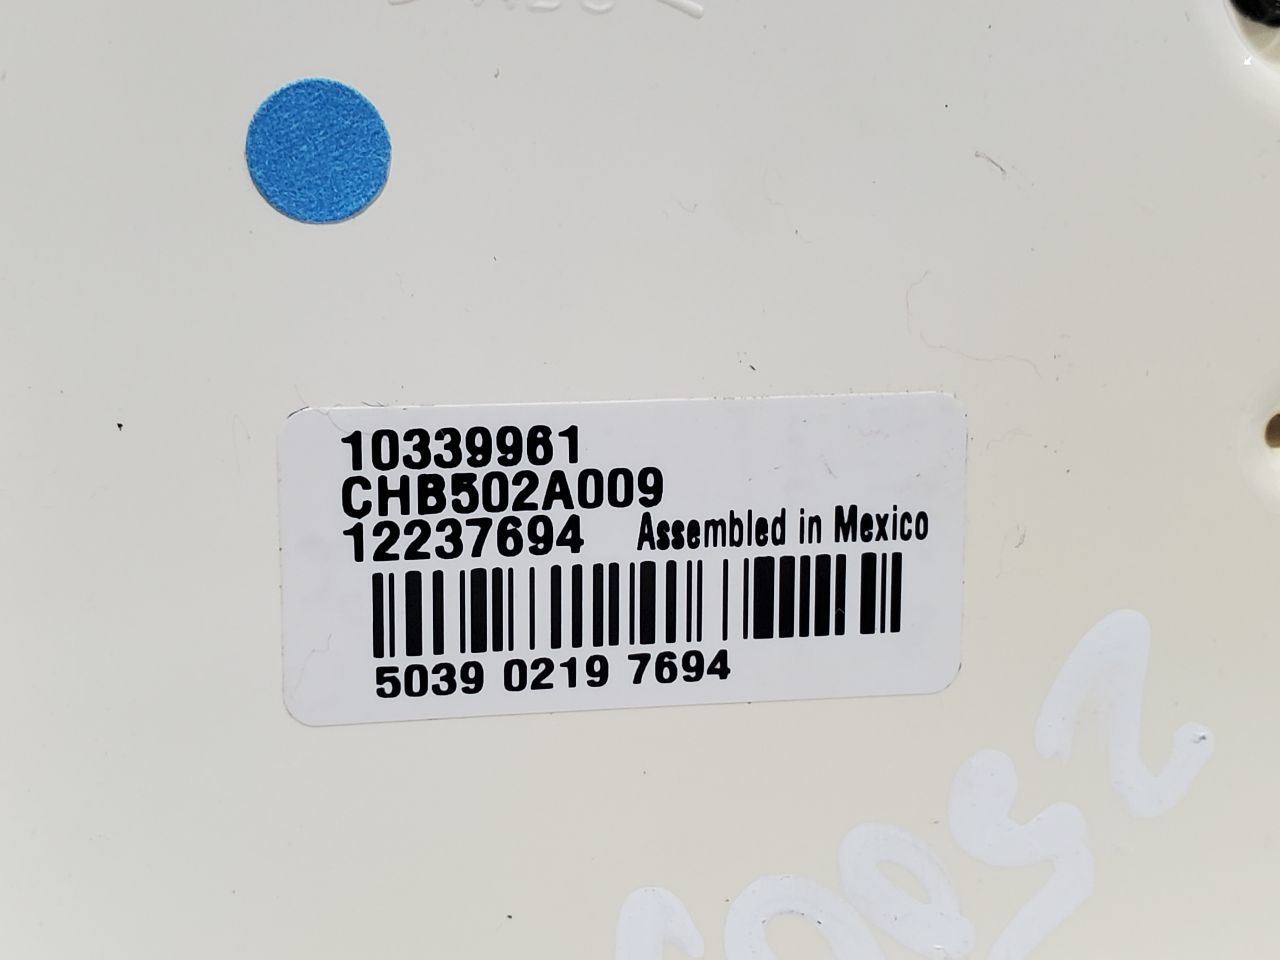 10339961
CHB502A009
12237694 Assembled in Mexico
5039 0219 7694